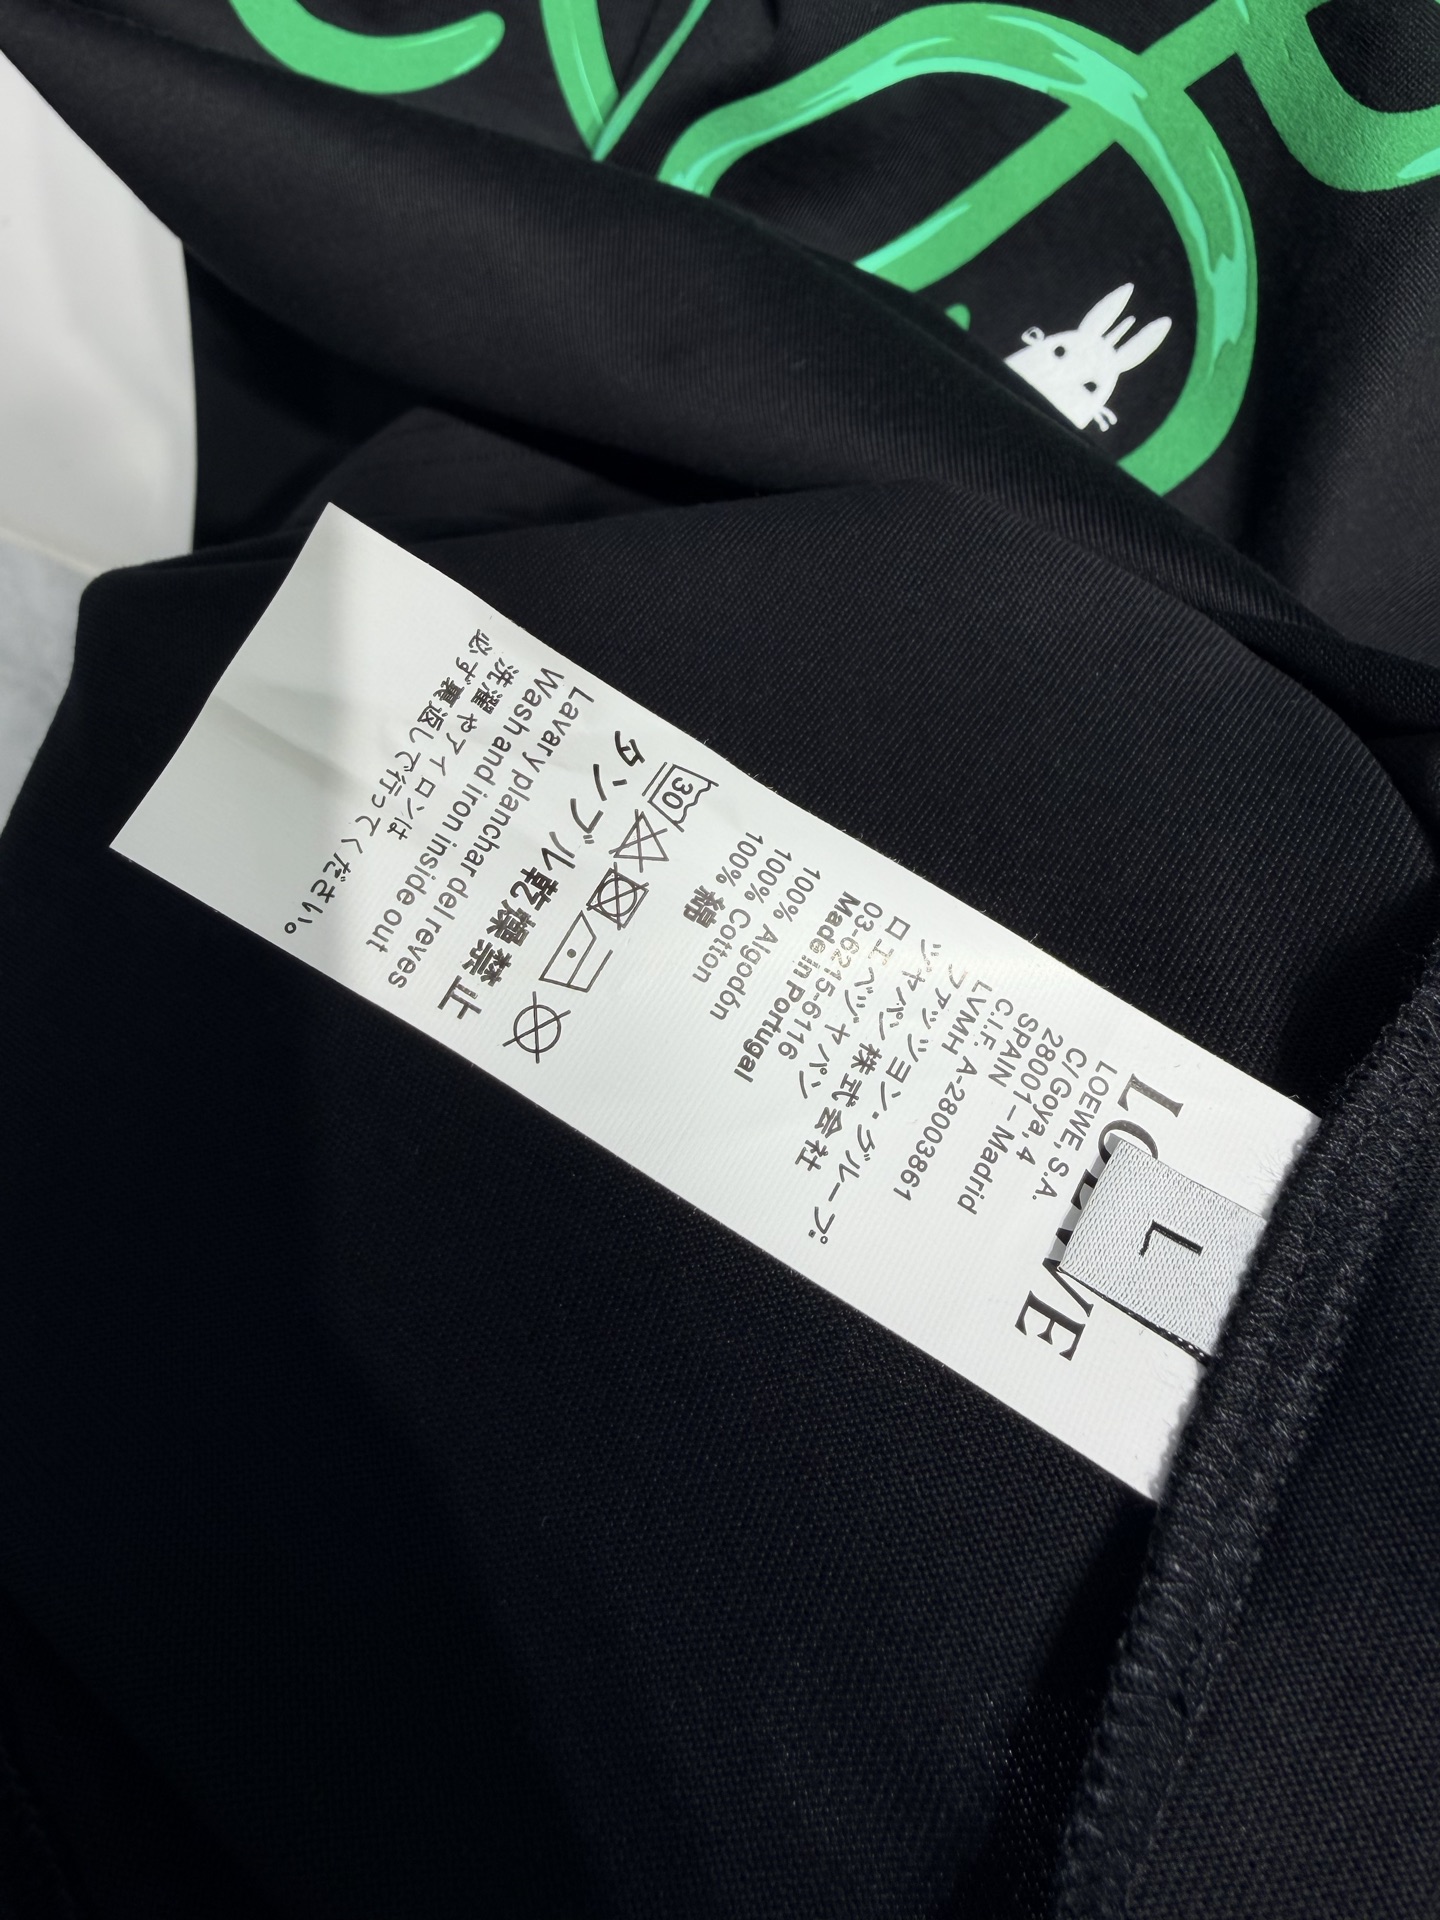 LOEWE
L
LOEWE, S.A.
C/ Goya, 4
28001 – Madrid
SPAIN
C.I.F. A-28003861
LVMH ファッション・グループ
ジャパン株式会社
ロエベジャパン
03-6215-6116
Made in Portugal
100% Algodón
100% Cotton
100% 綿
30
タンブル乾燥禁止
Lavar y planchar del reves
Wash and iron inside out
洗濯やアイロンは
必ず裏返して行ってください。